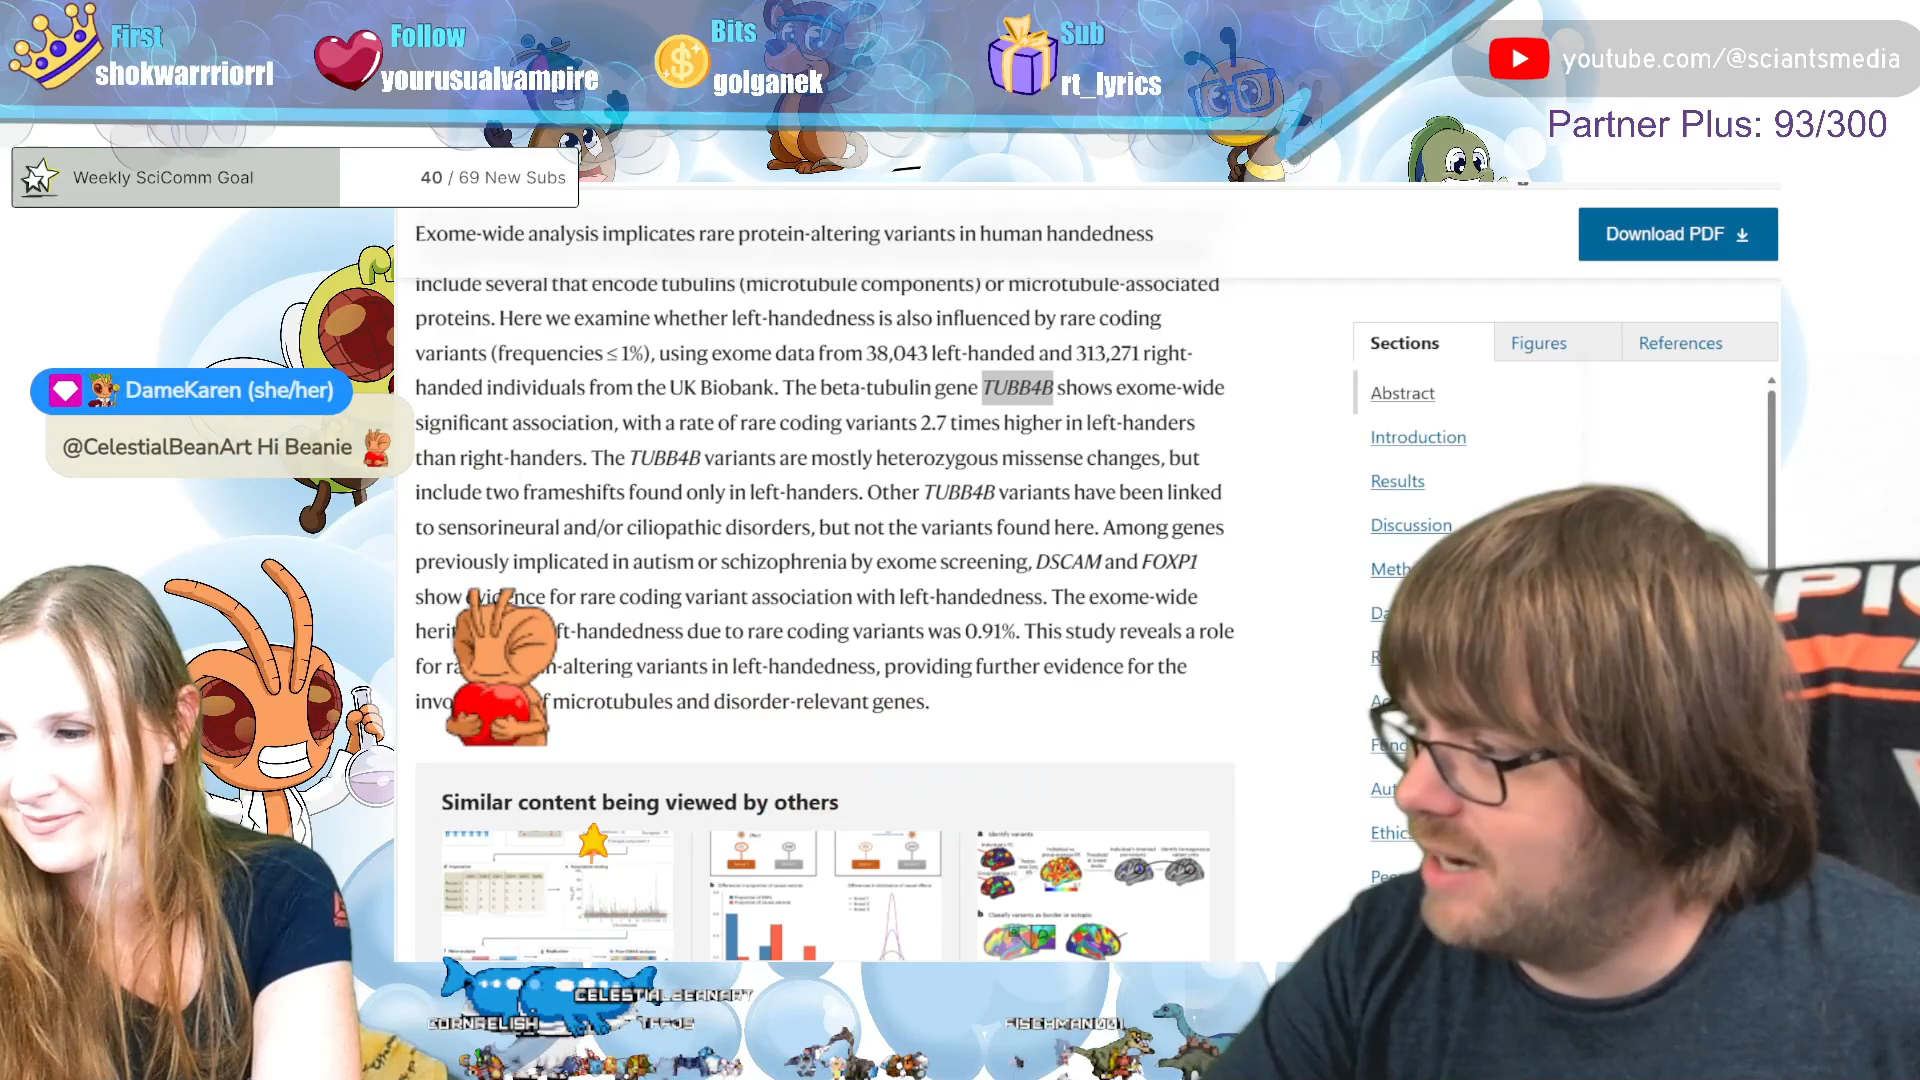 First
shokwarrriorrl
Follow
yourusualvampire
Bits
golganek
Sub
rt_lyrics
youtube.com/@sciantsmedia
Partner Plus: 93/300
Weekly SciComm Goal
40 / 69 New Subs
Exome-wide analysis implicates rare protein-altering variants in human handedness
Download PDF
include several that encode tubulins (microtubule components) or microtubule-associated
proteins. Here we examine whether left-handedness is also influenced by rare coding
variants (frequencies ≤ 1%), using exome data from 38,043 left-handed and 313,271 right-
handed individuals from the UK Biobank. The beta-tubulin gene TUBB4B shows exome-wide
significant association, with a rate of rare coding variants 2.7 times higher in left-handers
than right-handers. The TUBB4B variants are mostly heterozygous missense changes, but
include two frameshifts found only in left-handers. Other TUBB4B variants have been linked
to sensorineural and/or ciliopathic disorders, but not the variants found here. Among genes
previously implicated in autism or schizophrenia by exome screening, DSCAM and FOXP1
show evidence for rare coding variant association with left-handedness. The exome-wide
ft-handedness due to rare coding variants was 0.91%. This study reveals a role
for -altering variants in left-handedness, providing further evidence for the
microtubules and disorder-relevant genes.
DameKaren (she/her)
@CelestialBeanArt Hi Beanie
Sections
Figures
References
Abstract
Introduction
Results
Discussion
Meth
Fund
Aut
Ethics
Similar content being viewed by others
CELESTIALBEANART
CORNRELISH
TFFOS
FISCHMAN001